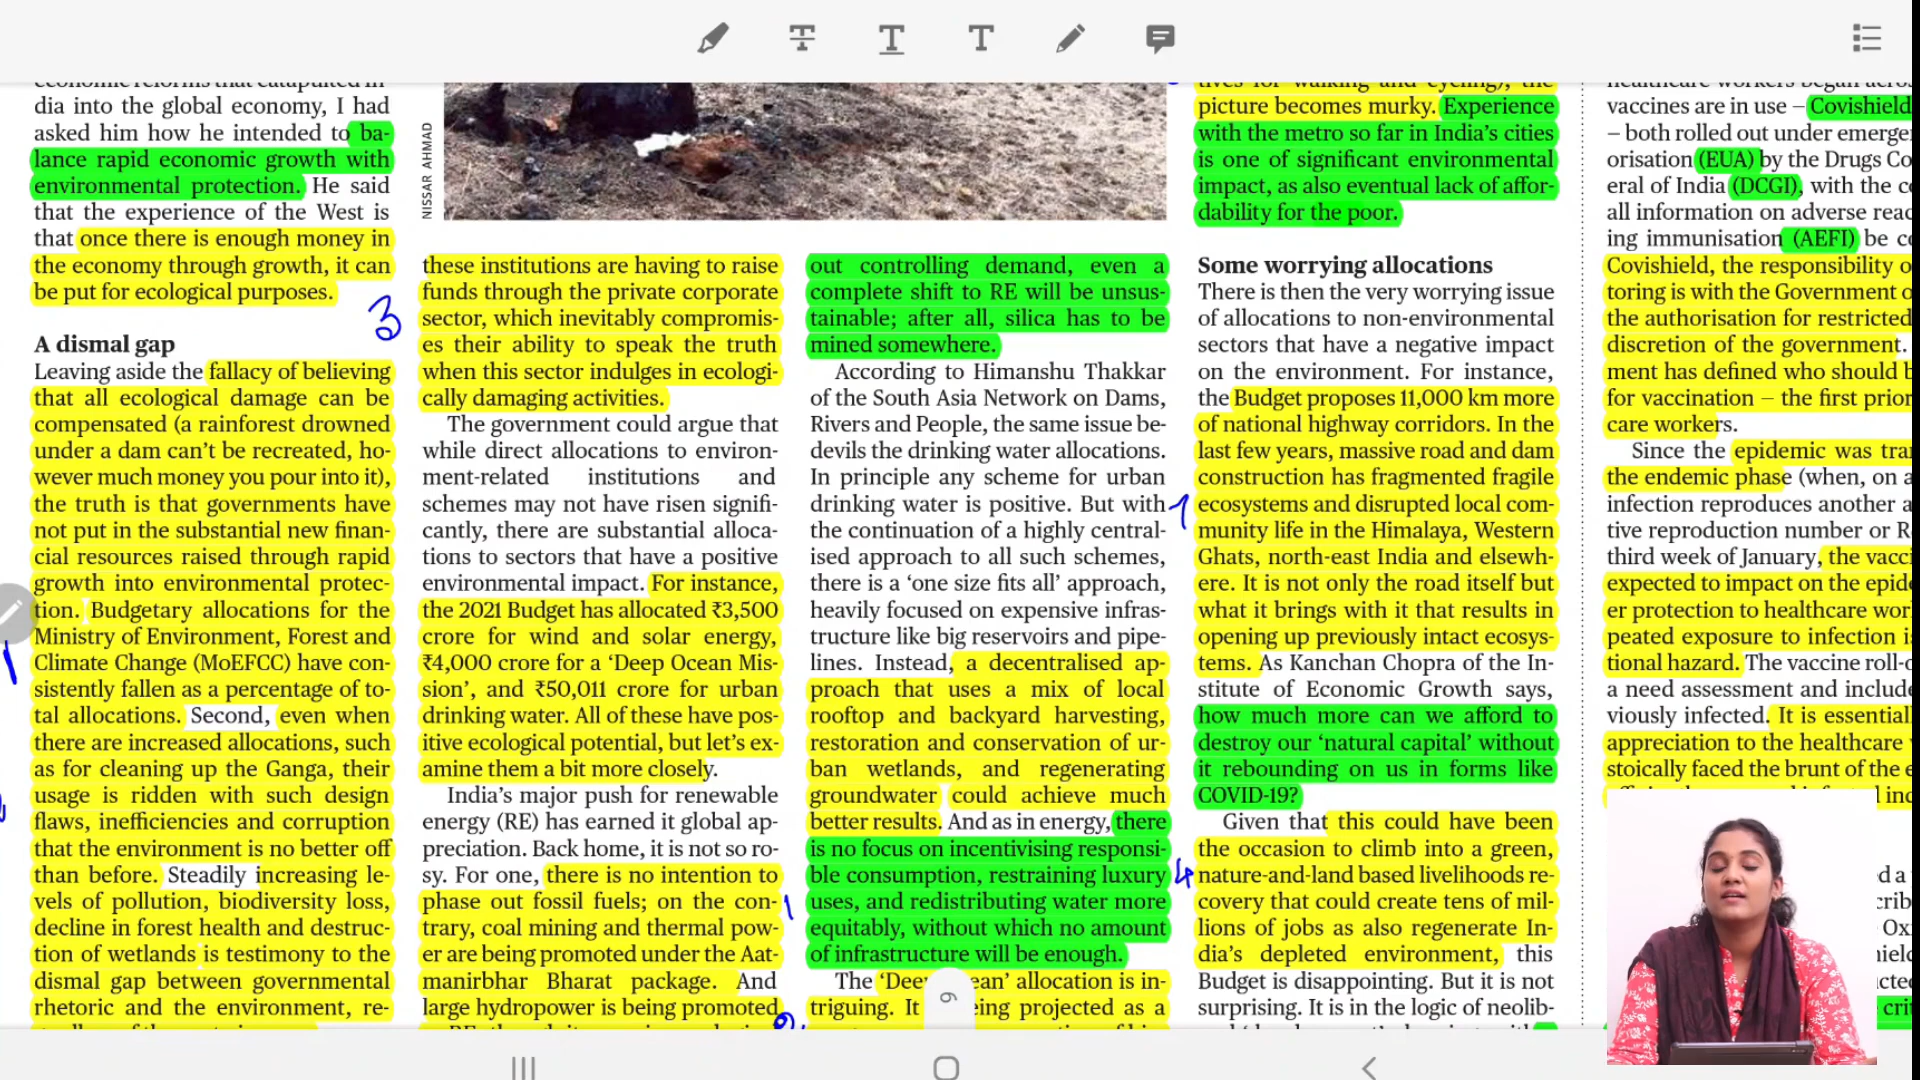 economic reforms that catapulted in-
dia into the global economy, I had
asked him how he intended to ba-
lance rapid economic growth with
environmental protection. He said
that the experience of the West is
that once there is enough money in
the economy through growth, it can
be put for ecological purposes.
3
A dismal gap
Leaving aside the fallacy of believing
that all ecological damage can be
compensated (a rainforest drowned
under a dam can't be recreated, ho-
wever much money you pour into it),
the truth is that governments have
not put in the substantial new finan-
cial resources raised through rapid
growth into environmental protec-
tion. Budgetary allocations for the
Ministry of Environment, Forest and
Climate Change (MoEFCC) have con-
sistently fallen as a percentage of to-
tal allocations. Second, even when
there are increased allocations, such
as for cleaning up the Ganga, their
usage is ridden with such design
flaws, inefficiencies and corruption
that the environment is no better off
than before. Steadily increasing le-
vels of pollution, biodiversity loss,
decline in forest health and destruc-
tion of wetlands is testimony to the
dismal gap between governmental
rhetoric and the environment, re-
NISSAR AHMAD
these institutions are having to raise
funds through the private corporate
sector, which inevitably compromis-
es their ability to speak the truth
when this sector indulges in ecologi-
cally damaging activities.
The government could argue that
while direct allocations to environ-
ment-related institutions and
schemes may not have risen signifi-
cantly, there are substantial alloca-
tions to sectors that have a positive
environmental impact. For instance,
the 2021 Budget has allocated ₹3,500
crore for wind and solar energy,
₹4,000 crore for a ‘Deep Ocean Mis-
sion’, and ₹50,011 crore for urban
drinking water. All of these have pos-
itive ecological potential, but let’s ex-
amine them a bit more closely.
India’s major push for renewable
energy (RE) has earned it global ap-
preciation. Back home, it is not so ro-
sy. For one, there is no intention to
phase out fossil fuels; on the con-
trary, coal mining and thermal pow-
er are being promoted under the Aat-
manirbhar Bharat package. And
large hydropower is being promoted
1
out controlling demand, even a
complete shift to RE will be unsus-
tainable; after all, silica has to be
mined somewhere.
According to Himanshu Thakkar
of the South Asia Network on Dams,
Rivers and People, the same issue be-
devils the drinking water allocations.
In principle any scheme for urban
drinking water is positive. But with
the continuation of a highly central-
ised approach to all such schemes,
there is a ‘one size fits all’ approach,
heavily focused on expensive infras-
tructure like big reservoirs and pipe-
lines. Instead, a decentralised ap-
proach that uses a mix of local
rooftop and backyard harvesting,
restoration and conservation of ur-
ban wetlands, and regenerating
groundwater could achieve much
better results. And as in energy, there
is no focus on incentivising responsi-
ble consumption, restraining luxury
uses, and redistributing water more
equitably, without which no amount
of infrastructure will be enough.
The ‘Dee ean’ allocation is in-
triguing. It eing projected as a
9
1
4
tives for walking and cycling), the
picture becomes murky. Experience
with the metro so far in India’s cities
is one of significant environmental
impact, as also eventual lack of affor-
dability for the poor.
Some worrying allocations
There is then the very worrying issue
of allocations to non-environmental
sectors that have a negative impact
on the environment. For instance,
the Budget proposes 11,000 km more
of national highway corridors. In the
last few years, massive road and dam
construction has fragmented fragile
ecosystems and disrupted local com-
munity life in the Himalaya, Western
Ghats, north-east India and elsewh-
ere. It is not only the road itself but
what it brings with it that results in
opening up previously intact ecosys-
tems. As Kanchan Chopra of the In-
stitute of Economic Growth says,
how much more can we afford to
destroy our ‘natural capital’ without
it rebounding on us in forms like
COVID-19?
Given that this could have been
the occasion to climb into a green,
nature-and-land based livelihoods re-
covery that could create tens of mil-
lions of jobs as also regenerate In-
dia’s depleted environment, this
Budget is disappointing. But it is not
surprising. It is in the logic of neolib-
healthcare workers began acros
vaccines are in use – Covishield
– both rolled out under emerge
orisation (EUA) by the Drugs Co
eral of India (DCGI), with the c
all information on adverse reac
ing immunisation (AEFI) be c
Covishield, the responsibility o
toring is with the Government o
the authorisation for restricted
discretion of the government.
ment has defined who should b
for vaccination – the first prior
care workers.
Since the epidemic was tra
the endemic phase (when, on a
infection reproduces another a
tive reproduction number or R
third week of January, the vacci
expected to impact on the epide
er protection to healthcare wor
peated exposure to infection is
tional hazard. The vaccine roll-o
a need assessment and include
viously infected. It is essential
appreciation to the healthcare
stoically faced the brunt of the e